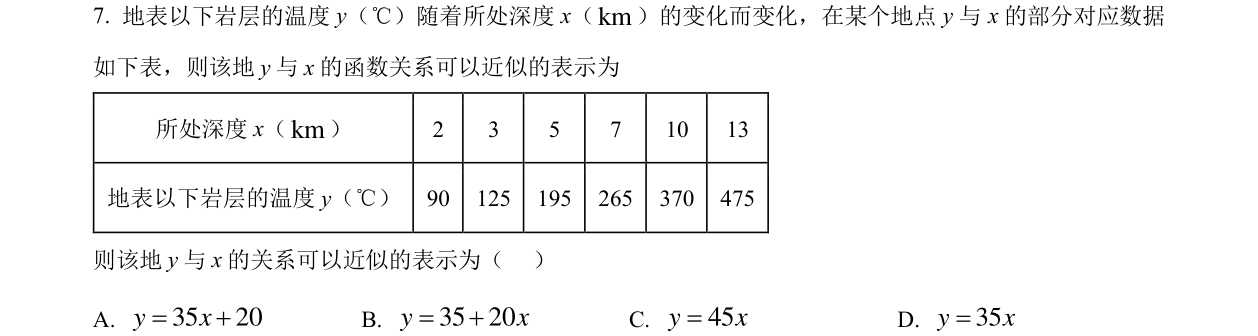 7. 地表以下岩层的温度 y（℃）随着所处深度 x（km）的变化而变化，在某个地点 y 与 x 的部分对应数据
如下表，则该地 y 与 x 的函数关系可以近似的表示为
所处深度 x（km） 2 3 5 7 10 13
地表以下岩层的温度 y（℃） 90 125 195 265 370 475
则该地 y 与 x 的关系可以近似的表示为（ ）
A. y=35x+20 B. y=35+20x C. y=45x D. y=35x